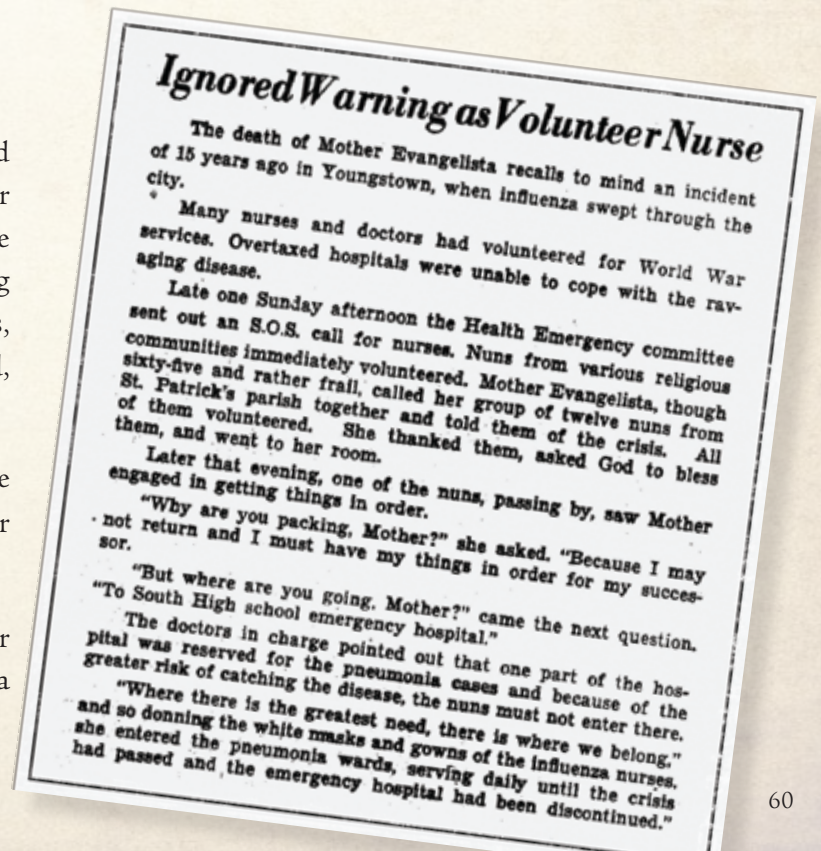 d
r
e
g
s,
l,
e
r
r
a
Ignored Warning as Volunteer Nurse
The death of Mother Evangelista recalls to mind an incident
of 15 years ago in Youngstown, when influenza swept through the
city.
Many nurses and doctors had volunteered for World War
services. Overtaxed hospitals were unable to cope with the rav-
aging disease.
Late one Sunday afternoon the Health Emergency committee
sent out an S.O.S. call for nurses. Nuns from various religious
communities immediately volunteered. Mother Evangelista, though
sixty-five and rather frail, called her group of twelve nuns from
St. Patrick's parish together and told them of the crisis. All
of them volunteered. She thanked them, asked God to bless
them, and went to her room.
Later that evening, one of the nuns, passing by, saw Mother
engaged in getting things in order.
"Why are you packing, Mother?" she asked. "Because I may
not return and I must have my things in order for my succes-
sor.
"But where are you going, Mother?" came the next question.
"To South High school emergency hospital."
The doctors in charge pointed out that one part of the hos-
pital was reserved for the pneumonia cases and because of the
greater risk of catching the disease, the nuns must not enter there.
"Where there is the greatest need, there is where we belong,"
and so donning the white masks and gowns of the influenza nurses,
she entered the pneumonia wards, serving daily until the crisis
had passed and the emergency hospital had been discontinued."
60